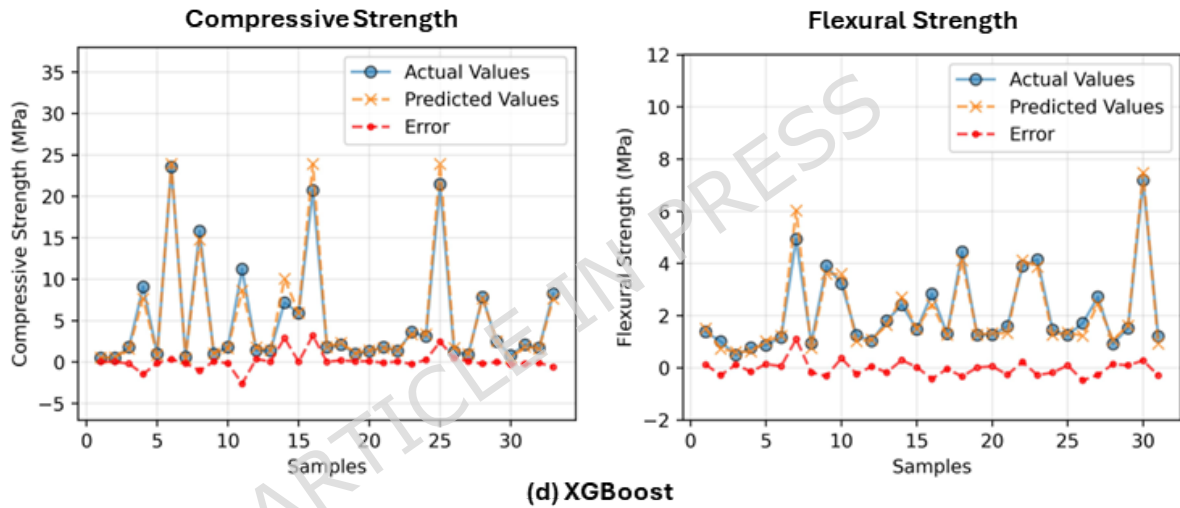 Compressive Strength
Flexural Strength
35
30
25
20
15
10
5
0
−5
Compressive Strength (MPa)
Actual Values
Predicted Values
Error
0
5
10
15
20
25
30
Samples
12
10
8
6
4
2
0
−2
Flexural Strength (MPa)
Actual Values
Predicted Values
Error
0
5
10
15
20
25
30
Samples
(d) XGBoost
ARTICLE IN PRESS